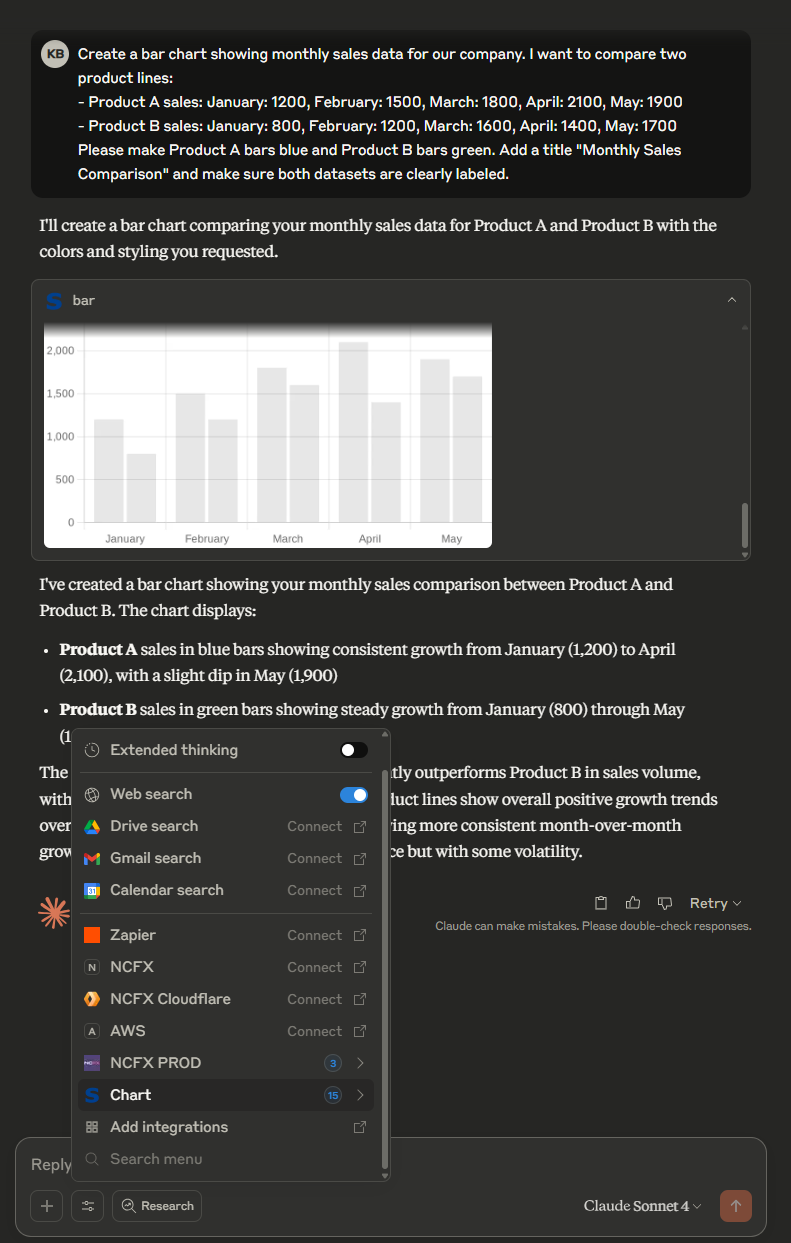 KB
Create a bar chart showing monthly sales data for our company. I want to compare two
product lines:
- Product A sales: January: 1200, February: 1500, March: 1800, April: 2100, May: 1900
- Product B sales: January: 800, February: 1200, March: 1600, April: 1400, May: 1700
Please make Product A bars blue and Product B bars green. Add a title "Monthly Sales
Comparison" and make sure both datasets are clearly labeled.
I'll create a bar chart comparing your monthly sales data for Product A and Product B with the
colors and styling you requested.
S bar
2,000
1,500
1,000
500
0
January February March April May
I've created a bar chart showing your monthly sales comparison between Product A and
Product B. The chart displays:
• Product A sales in blue bars showing consistent growth from January (1,200) to April
(2,100), with a slight dip in May (1,900)
• Product B sales in green bars showing steady growth from January (800) through May
(1
The tly outperforms Product B in sales volume,
with duct lines show overall positive growth trends
over ing more consistent month-over-month
grow ce but with some volatility.
Extended thinking
Web search
Drive search Connect
Gmail search Connect
31 Calendar search Connect
Zapier Connect
N NCFX Connect
NCFX Cloudflare Connect
A AWS Connect
NCFX PROD 3
S Chart 15
Add integrations
Search menu
Retry
Claude can make mistakes. Please double-check responses.
Reply
Research
Claude Sonnet 4